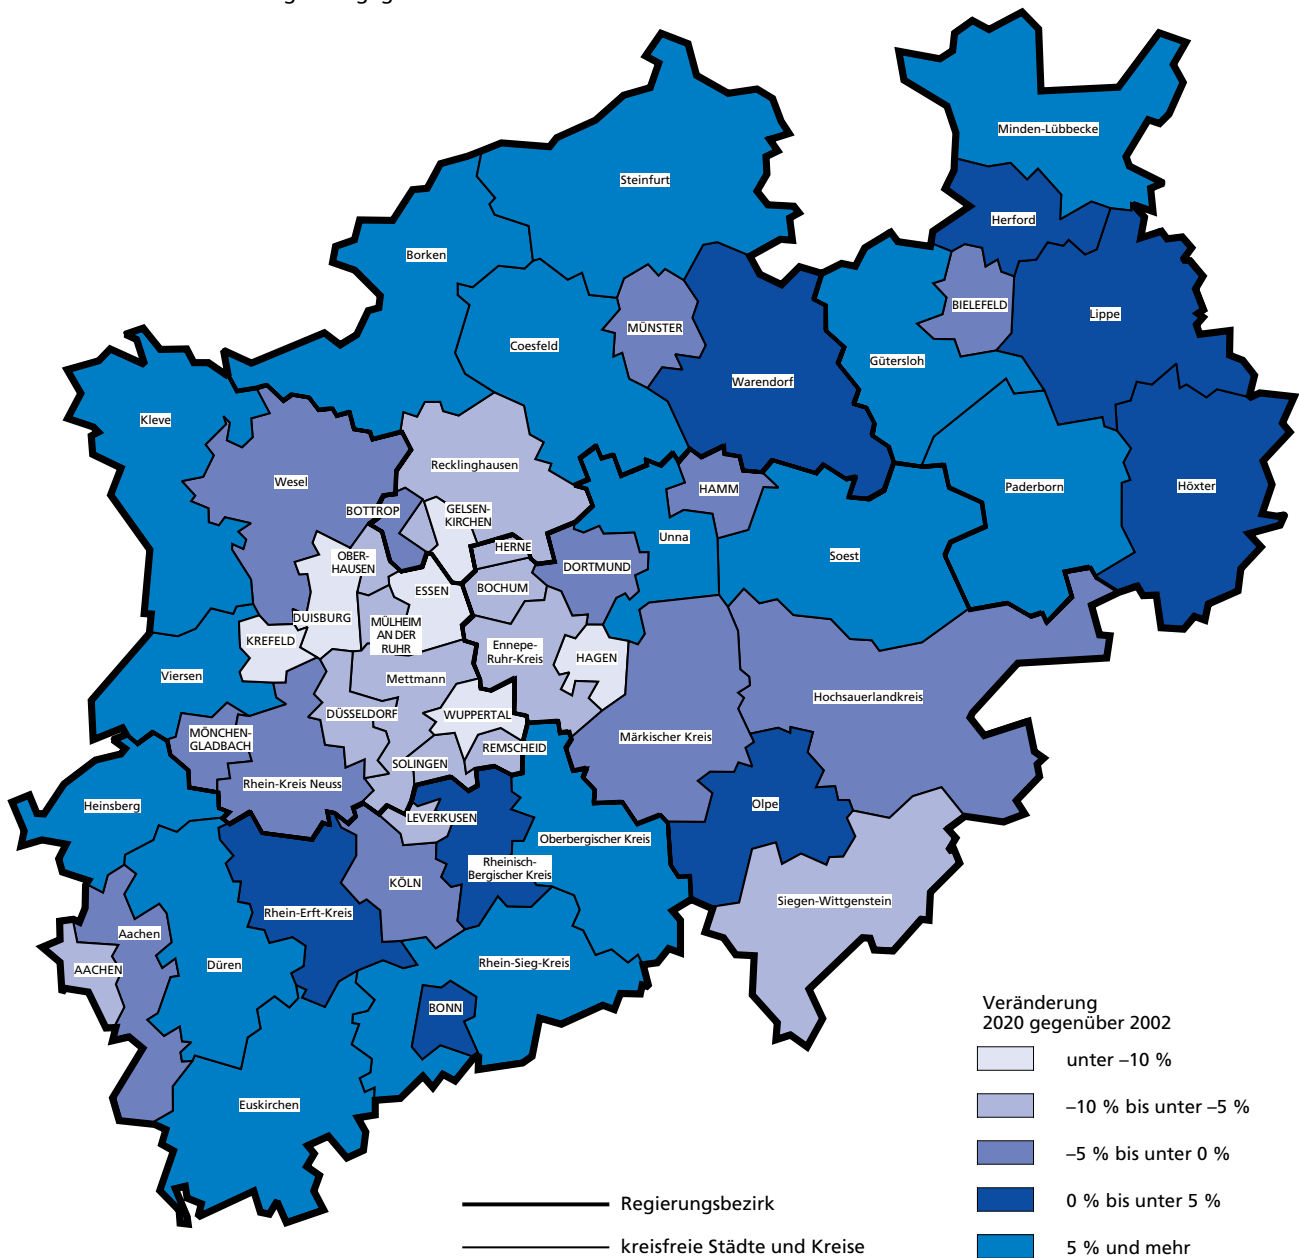 Minden-Lübbecke
Steinfurt
Herford
Borken
BIELEFELD
Lippe
MÜNSTER
Coesfeld
Gütersloh
Warendorf
Kleve
Recklinghausen
Wesel
Paderborn
Höxter
HAMM
BOTTROP
GELSEN-
KIRCHEN
Unna
HERNE
Soest
OBER-
HAUSEN
DORTMUND
ESSEN
BOCHUM
DUISBURG
MÜLHEIM
AN DER
RUHR
KREFELD
Ennepe-
Ruhr-Kreis
HAGEN
Viersen
Mettmann
Hochsauerlandkreis
DÜSSELDORF
WUPPERTAL
MÖNCHEN-
GLADBACH
Märkischer Kreis
REMSCHEID
SOLINGEN
Rhein-Kreis Neuss
Heinsberg
Olpe
LEVERKUSEN
Oberbergischer Kreis
Rheinisch-
Bergischer Kreis
KÖLN
Siegen-Wittgenstein
Rhein-Erft-Kreis
Aachen
AACHEN
Düren
Rhein-Sieg-Kreis
BONN
Euskirchen
Veränderung
2020 gegenüber 2002
unter –10 %
–10 % bis unter –5 %
–5 % bis unter 0 %
0 % bis unter 5 %
5 % und mehr
Regierungsbezirk
kreisfreie Städte und Kreise